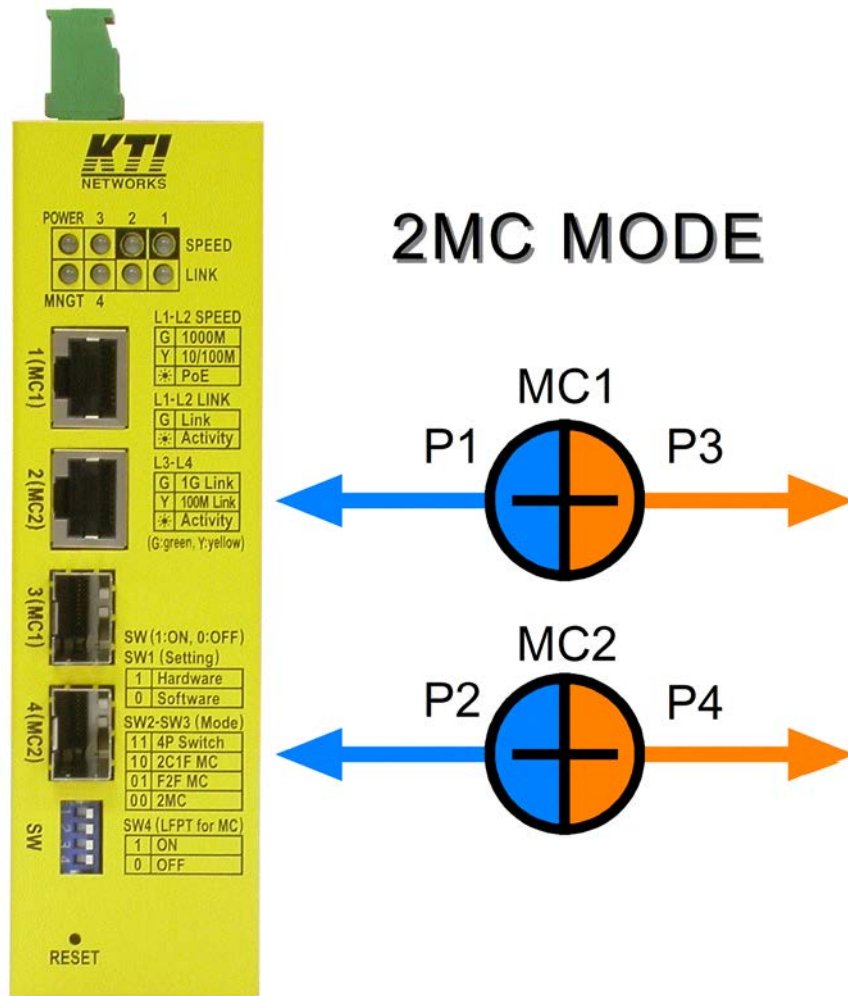 KTI
NETWORKS
POWER 3 2 1
SPEED
LINK
MNGT 4
1(MC1)
2(MC2)
3(MC1)
4(MC2)
SW
L1-L2 SPEED
G 1000M
Y 10/100M
☀ PoE
L1-L2 LINK
G Link
☀ Activity
L3-L4
G 1G Link
Y 100M Link
☀ Activity
(G:green, Y:yellow)
SW (1:ON, 0:OFF)
SW1 (Setting)
1 Hardware
0 Software
SW2-SW3 (Mode)
11 4P Switch
10 2C1F MC
01 F2F MC
00 2MC
SW4 (LFPT for MC)
1 ON
0 OFF
1
2
3
4
RESET
2MC MODE
MC1
P1 P3
MC2
P2 P4